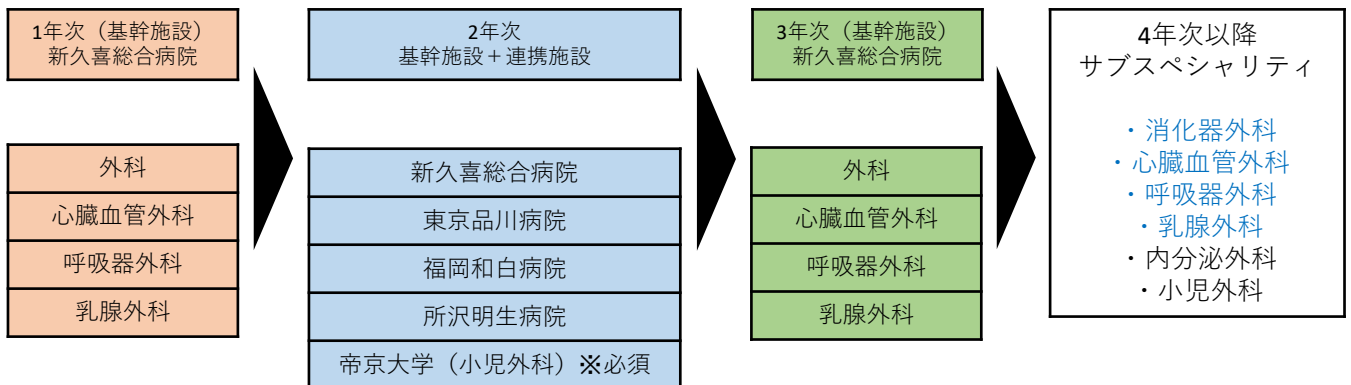 1年次（基幹施設）
新久喜総合病院
外科
心臓血管外科
呼吸器外科
乳腺外科
2年次
基幹施設＋連携施設
新久喜総合病院
東京品川病院
福岡和白病院
所沢明生病院
帝京大学（小児外科）※必須
3年次（基幹施設）
新久喜総合病院
外科
心臓血管外科
呼吸器外科
乳腺外科
4年次以降
サブスペシャリティ
・消化器外科
・心臓血管外科
・呼吸器外科
・乳腺外科
・内分泌外科
・小児外科